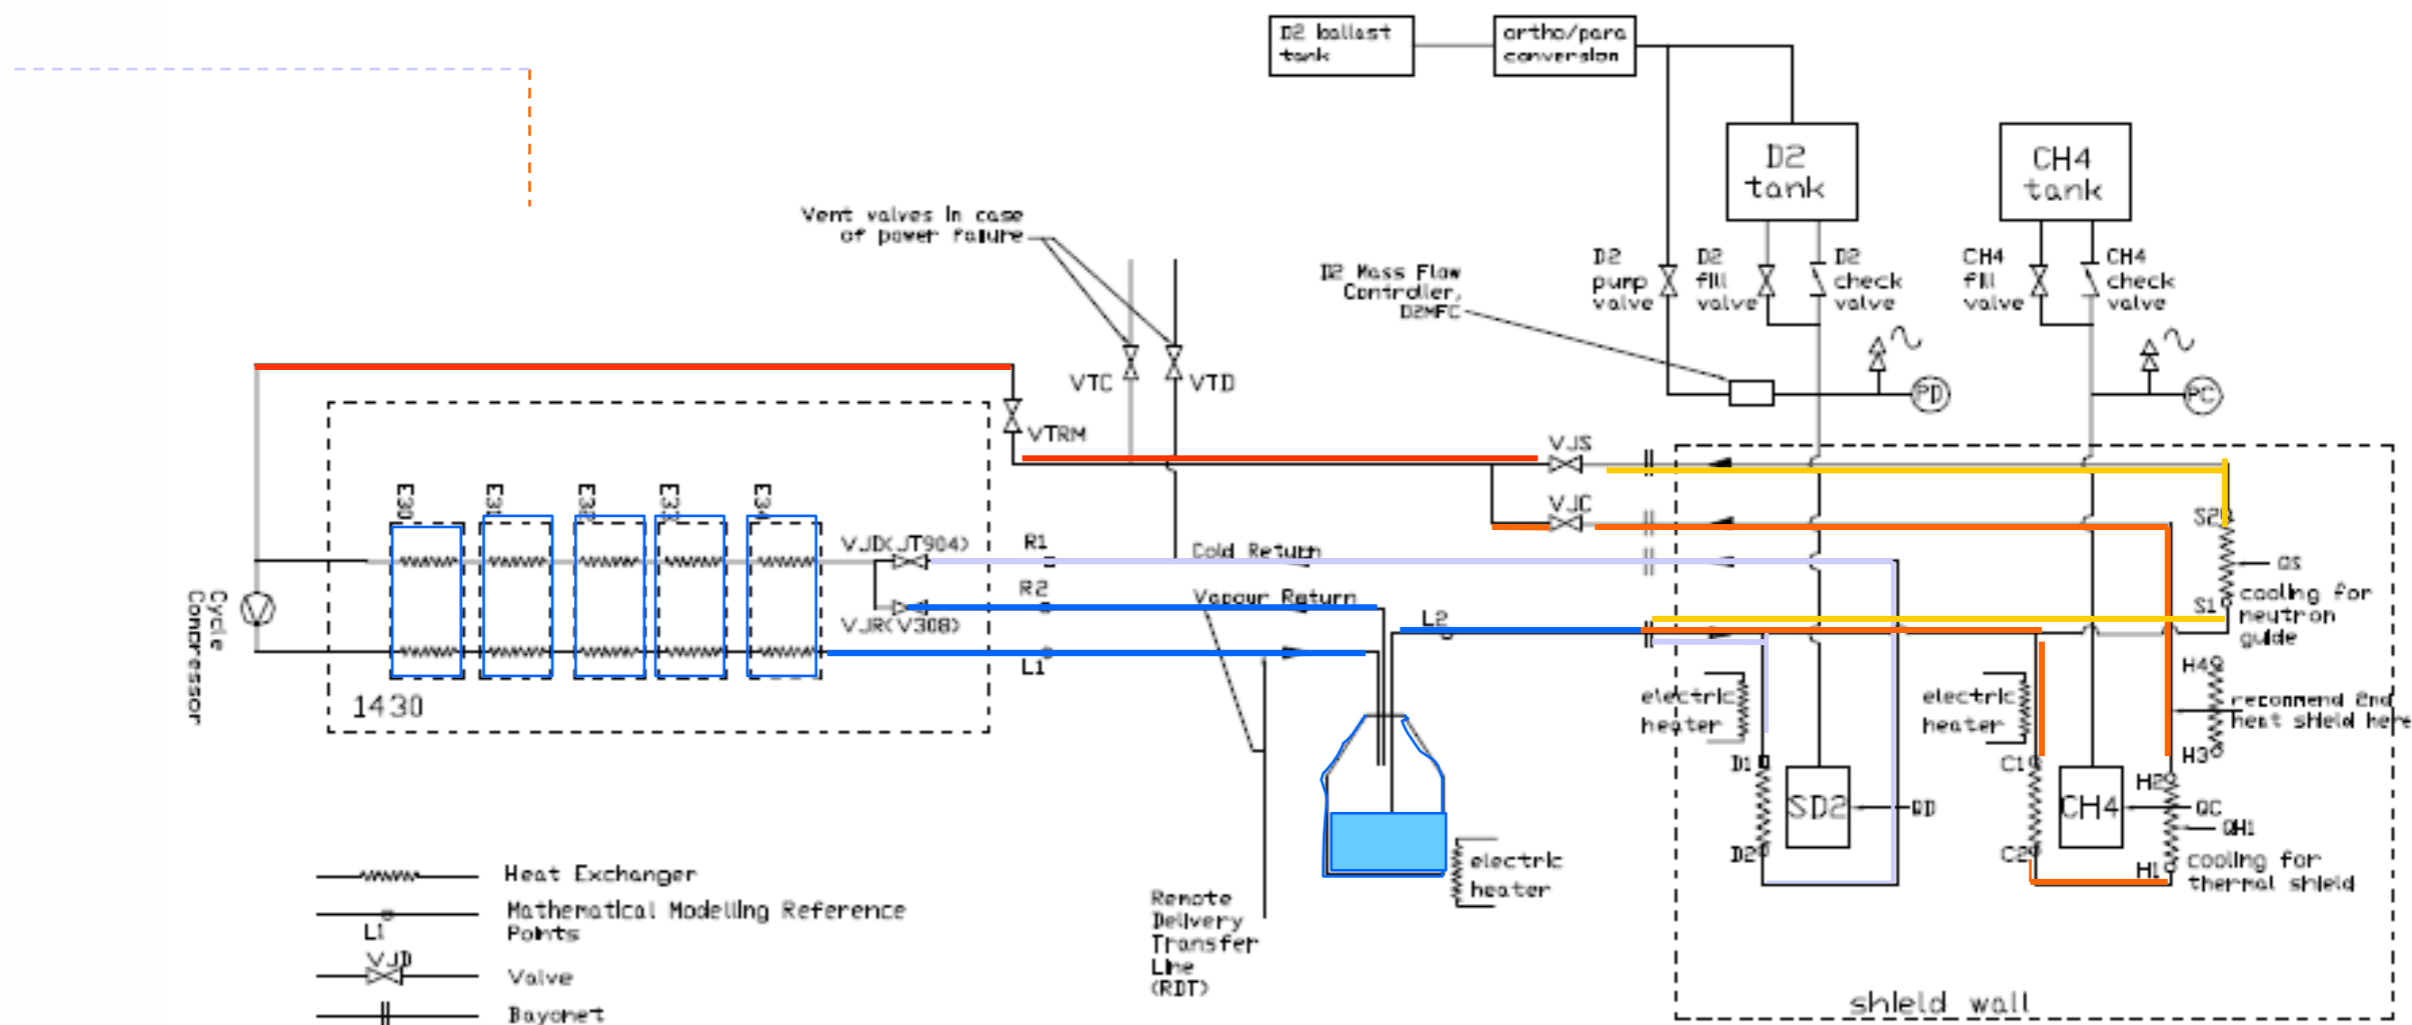 D2 ballast
tank
ortho/para
conversion
D2
tank
CH4
tank
Vent valves in case
of power failure
D2 Mass Flow
Controller,
D2MFC
D2
pump
valve
D2
fill
valve
D2
check
valve
CH4
fill
valve
CH4
check
valve
VTC
VTD
PD
PC
VTRM
VJS
VJC
E30
E31
E32
E33
E34
VJD(JT904)
R1
Cold Return
S2
QS
R2
Vapour Return
VJR(V308)
L2
S1
cooling for
neutron
guide
L1
Cycle
Compressor
1430
electric
heater
electric
heater
H4
recommend 2nd
heat shield here
H3
D1
C1
H2
SD2
QD
CH4
QC
QH1
D2
C2
H1
cooling for
thermal shield
electric
heater
Heat Exchanger
Mathematical Modelling Reference
Points
L1
VJD
Valve
Bayonet
Remote
Delivery
Transfer
Line
(RDT)
shield wall